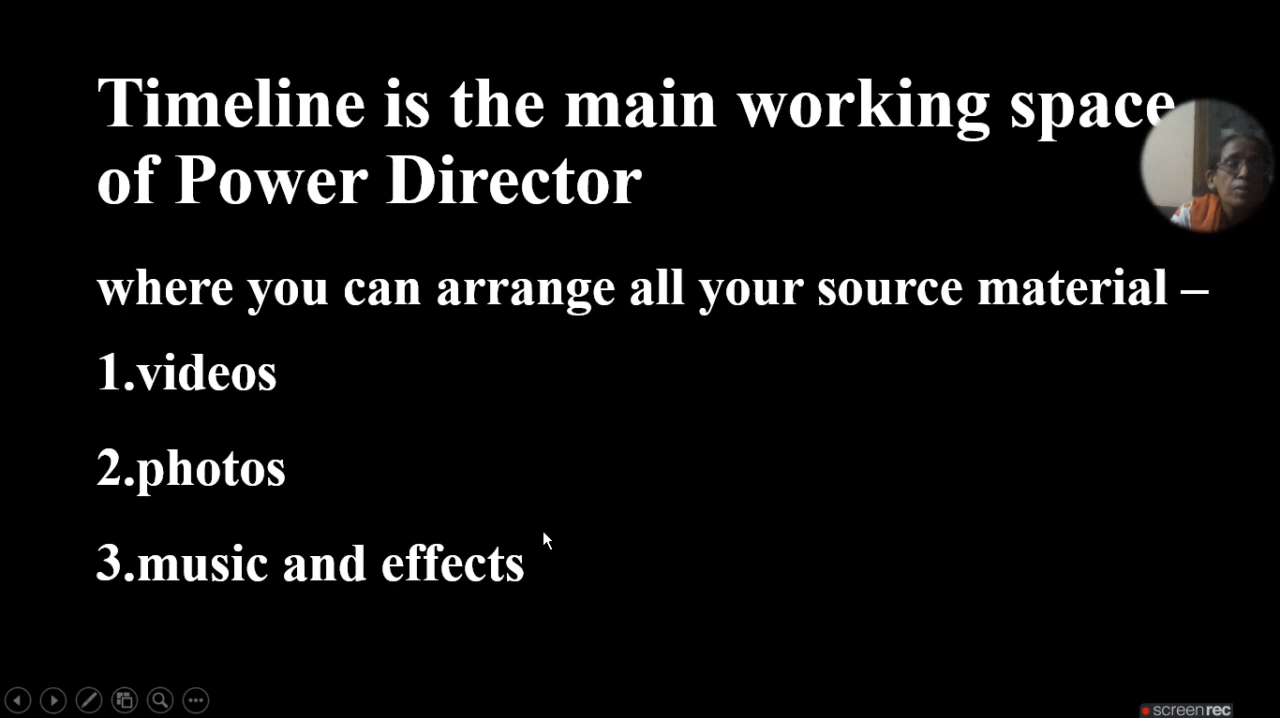 Timeline is the main working space
of Power Director
where you can arrange all your source material –
1.videos
2.photos
3.music and effects
screenrec